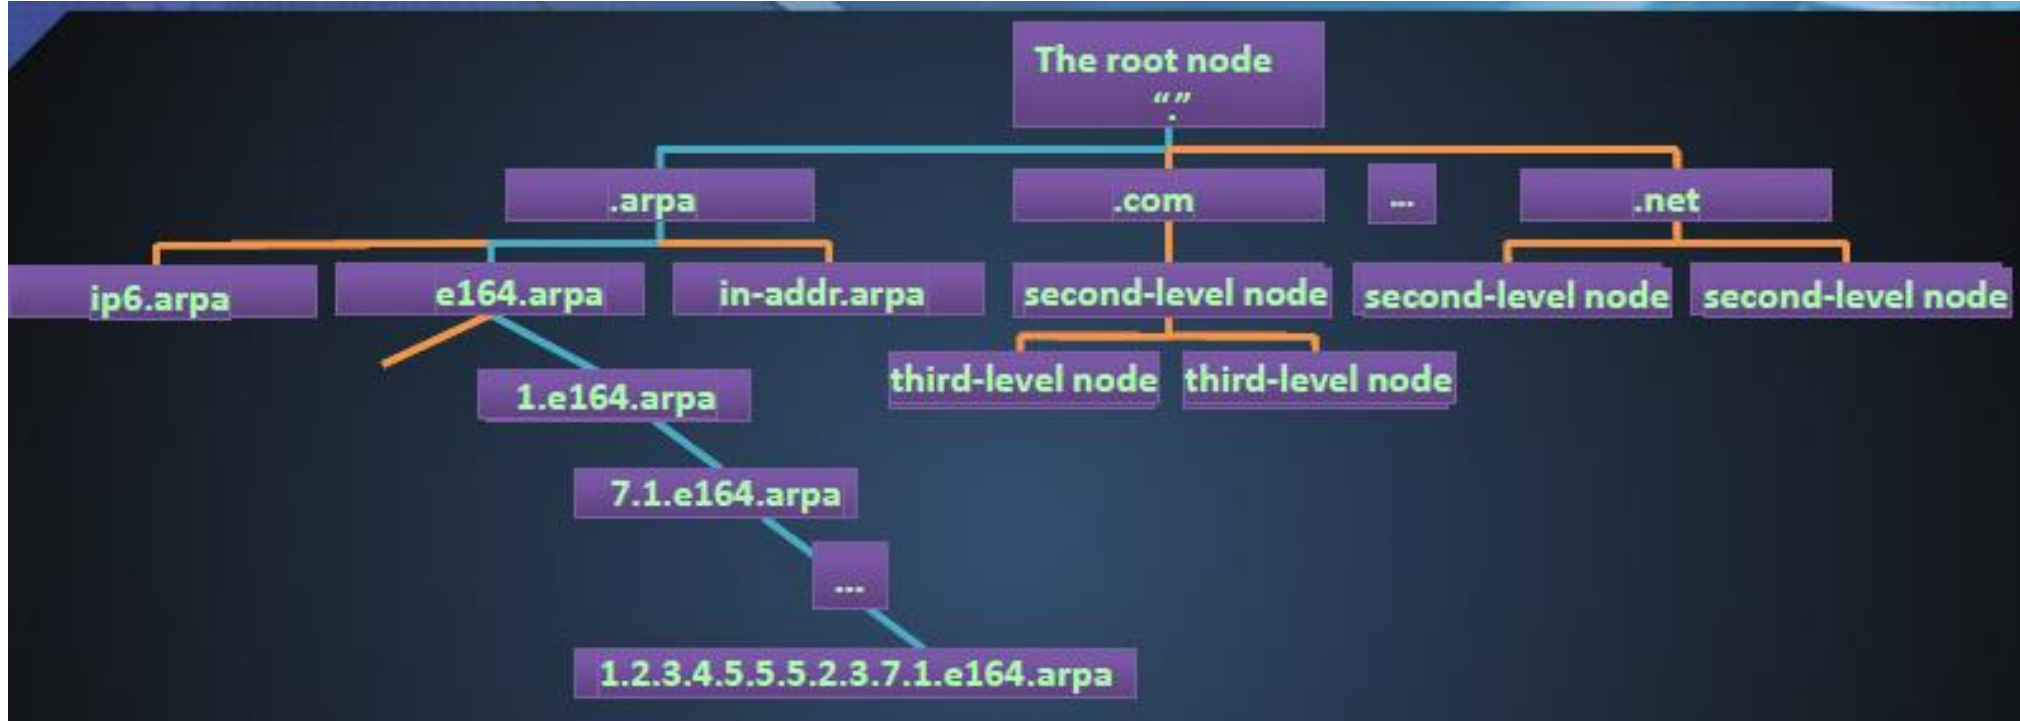 The root node
“.”
.arpa
.com
...
.net
ip6.arpa
e164.arpa
in-addr.arpa
second-level node
second-level node
second-level node
third-level node
third-level node
1.e164.arpa
7.1.e164.arpa
...
1.2.3.4.5.5.5.2.3.7.1.e164.arpa